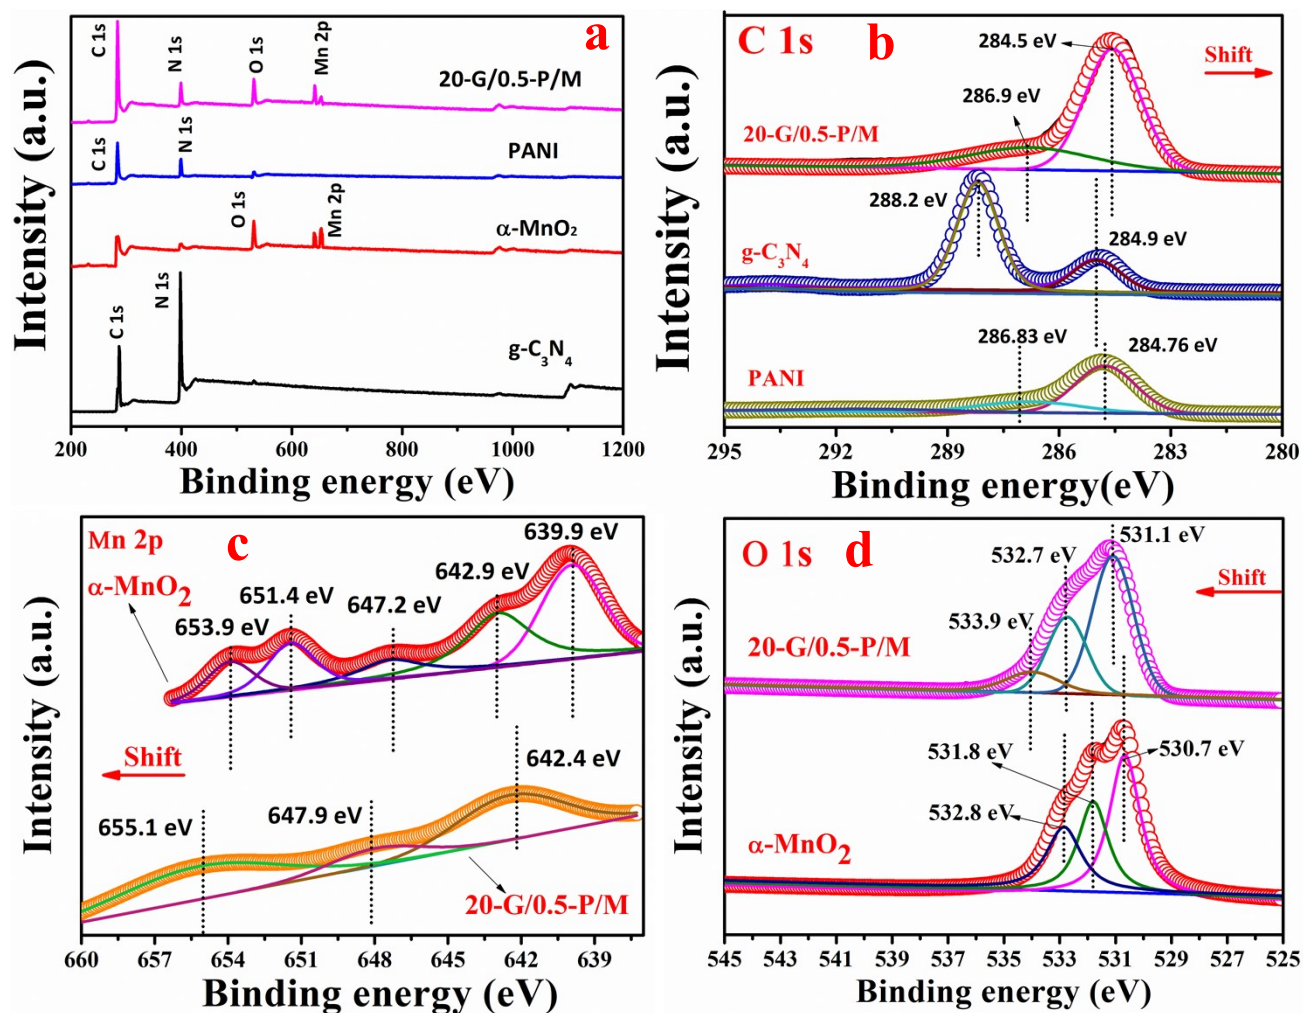 a
C 1s
N 1s
O 1s
Mn 2p
20-G/0.5-P/M
C 1s
N 1s
PANI
O 1s
Mn 2p
α-MnO2
C 1s
N 1s
g-C3N4
Intensity (a.u.)
200 400 600 800 1000 1200
Binding energy (eV)
C 1s
b
284.5 eV
Shift
286.9 eV
20-G/0.5-P/M
288.2 eV
284.9 eV
g-C3N4
286.83 eV
284.76 eV
PANI
Intensity (a.u.)
295 292 289 286 283 280
Binding energy(eV)
Mn 2p
c
639.9 eV
α-MnO2
642.9 eV
651.4 eV
647.2 eV
653.9 eV
Shift
642.4 eV
655.1 eV
647.9 eV
20-G/0.5-P/M
Intensity (a.u.)
660 657 654 651 648 645 642 639
Binding energy (eV)
O 1s
d
531.1 eV
532.7 eV
Shift
533.9 eV
20-G/0.5-P/M
531.8 eV
530.7 eV
532.8 eV
α-MnO2
Intensity (a.u.)
545 543 541 539 537 535 533 531 529 527 525
Binding energy (eV)